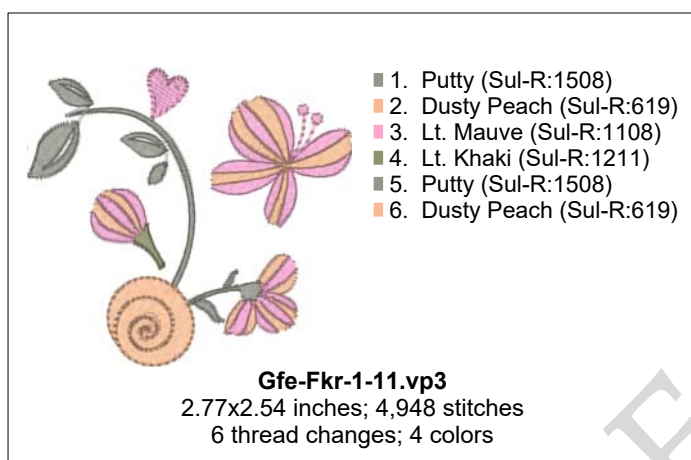 1. Putty (Sul-R:1508)
2. Dusty Peach (Sul-R:619)
3. Lt. Mauve (Sul-R:1108)
4. Lt. Khaki (Sul-R:1211)
5. Putty (Sul-R:1508)
6. Dusty Peach (Sul-R:619)
Gfe-Fkr-1-11.vp3
2.77x2.54 inches; 4,948 stitches
6 thread changes; 4 colors